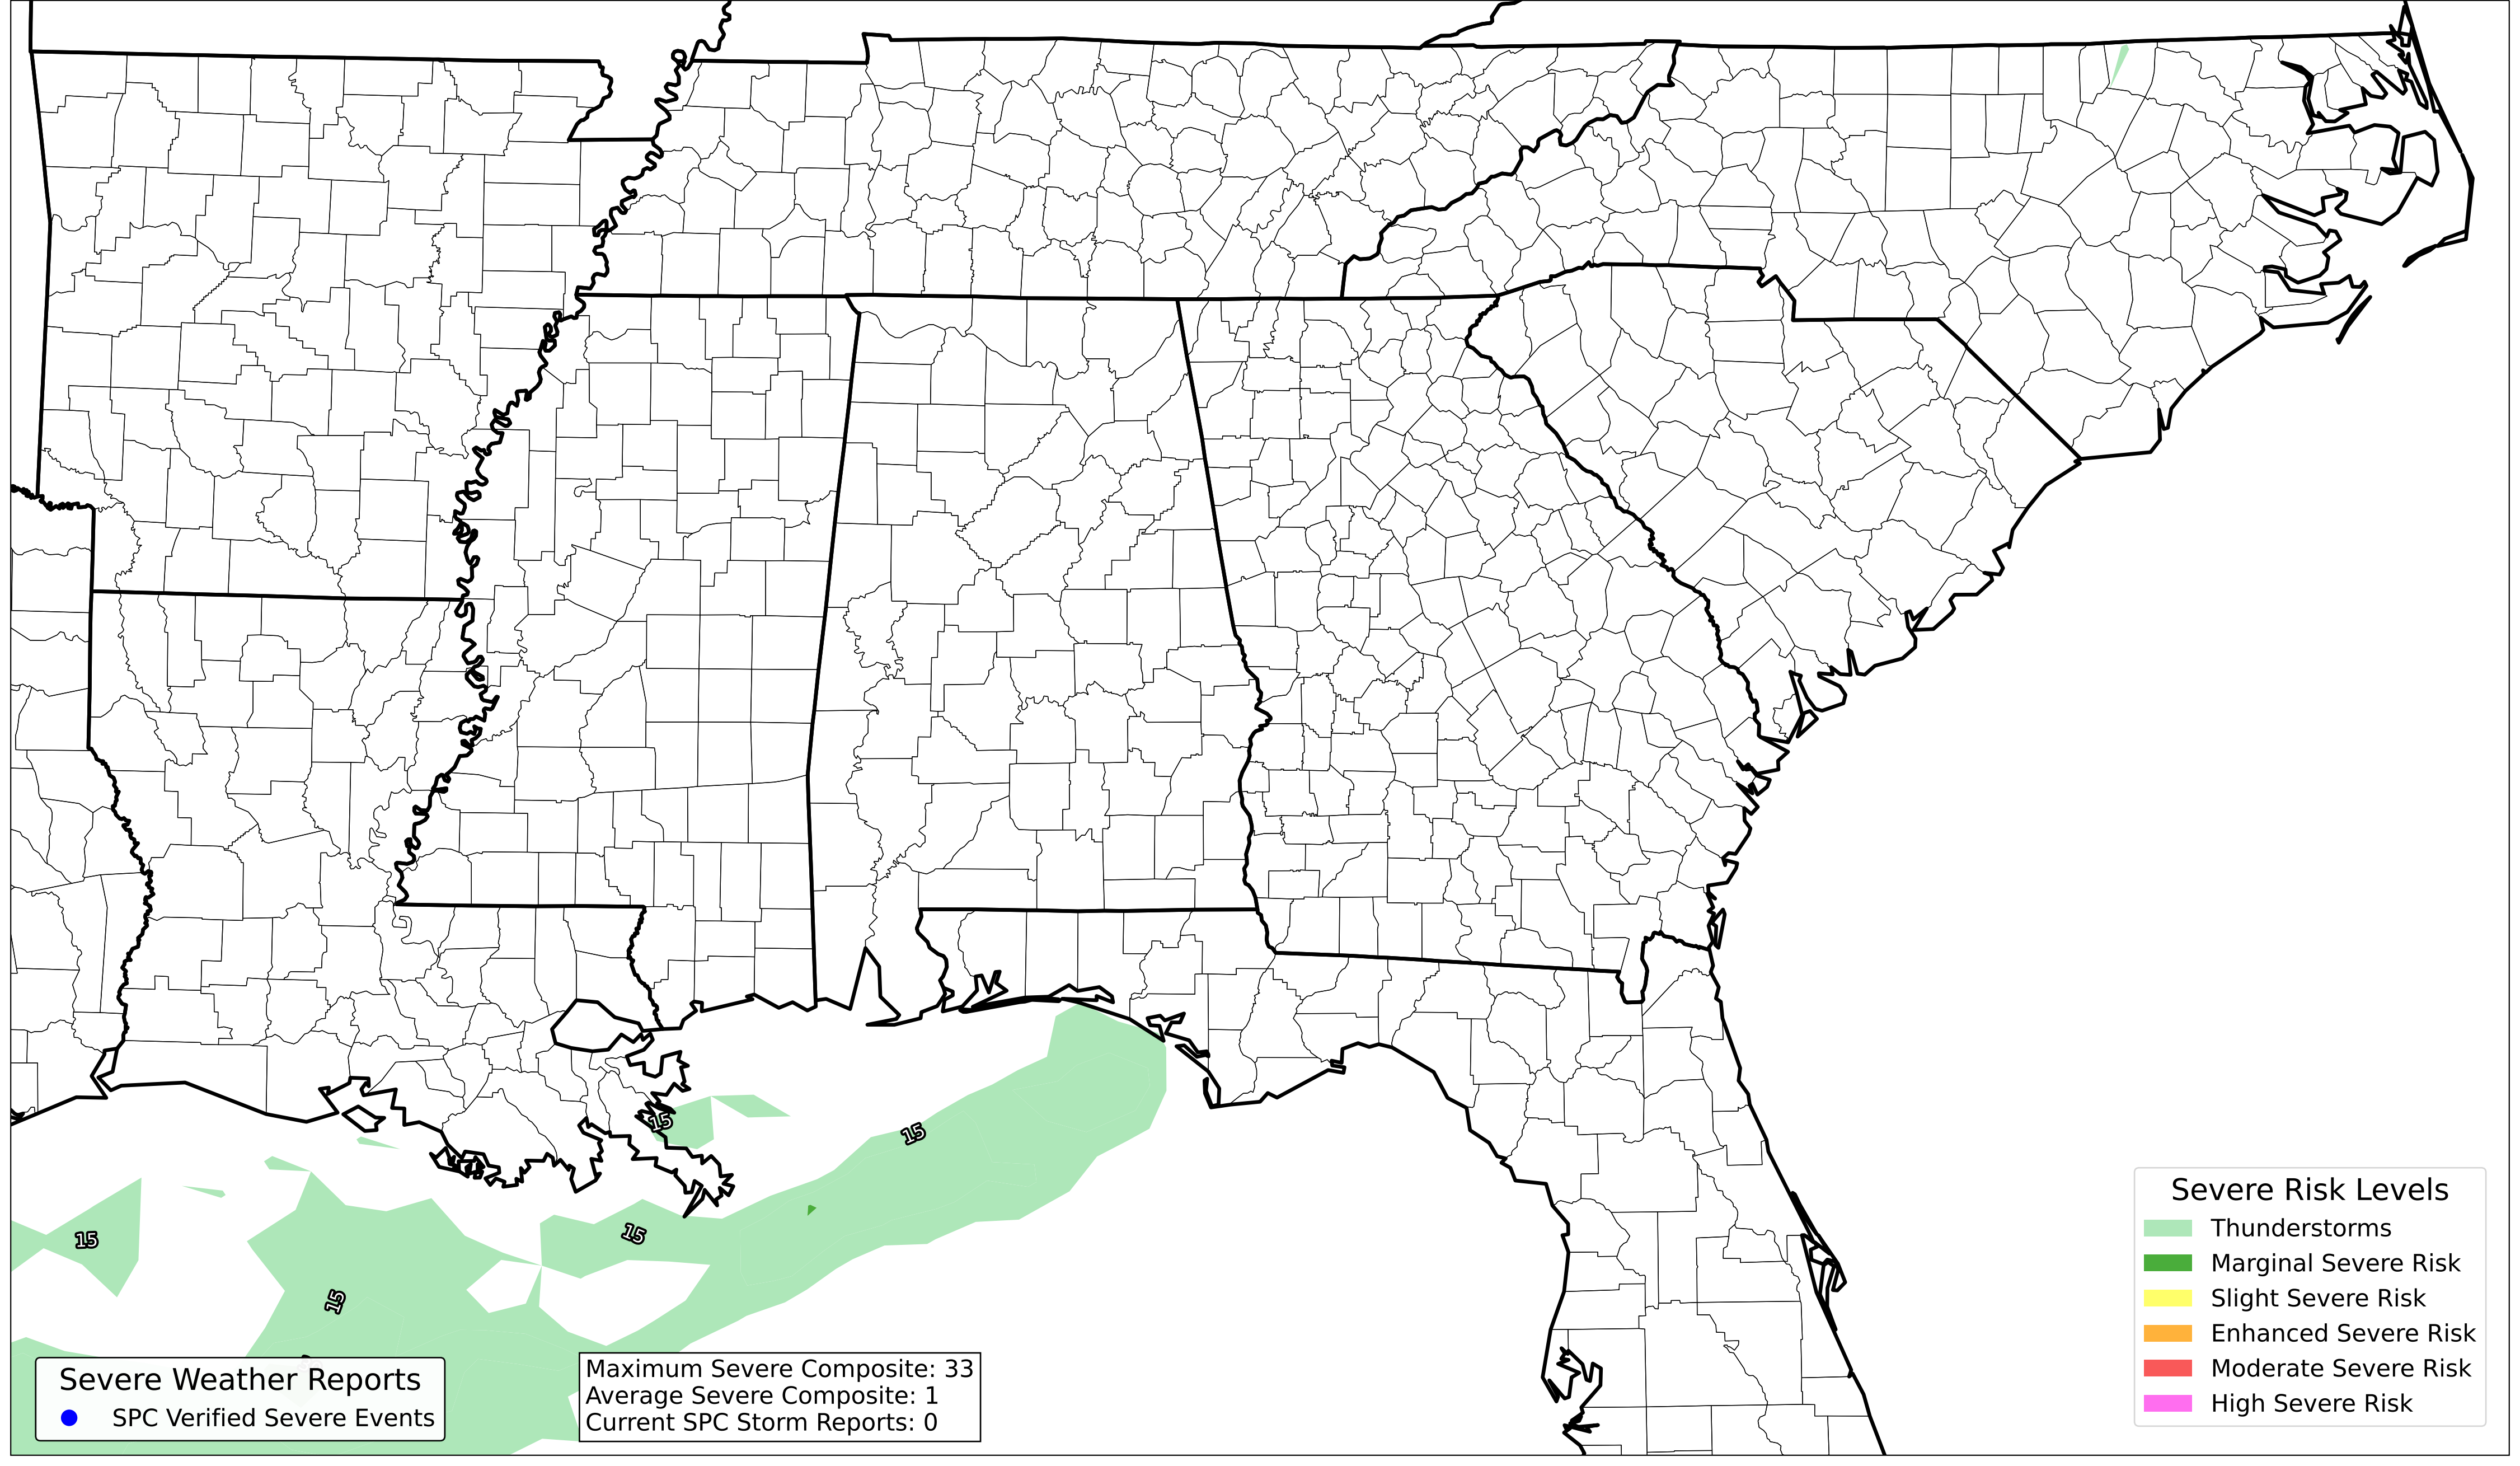 15
15
15
15
15
Severe Weather Reports
SPC Verified Severe Events
Maximum Severe Composite: 33
Average Severe Composite: 1
Current SPC Storm Reports: 0
Severe Risk Levels
Thunderstorms
Marginal Severe Risk
Slight Severe Risk
Enhanced Severe Risk
Moderate Severe Risk
High Severe Risk